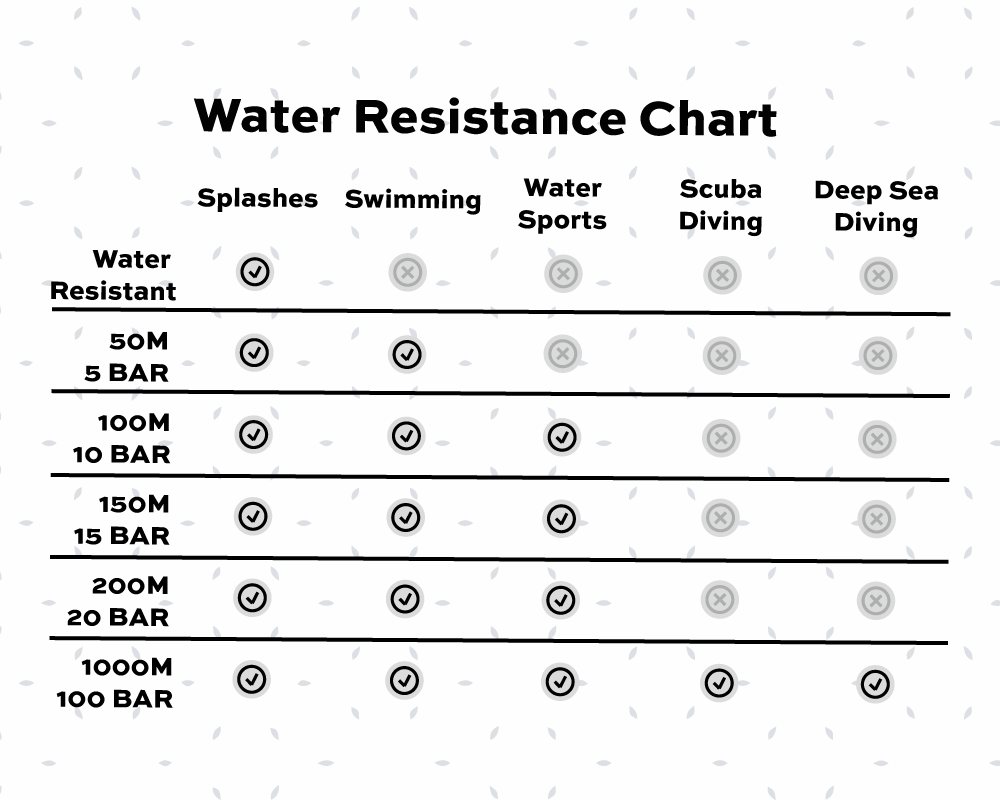 Water Resistance Chart
Splashes
Swimming
Water
Sports
Scuba
Diving
Deep Sea
Diving
Water
Resistant
50M
5 BAR
100M
10 BAR
150M
15 BAR
200M
20 BAR
1000M
100 BAR